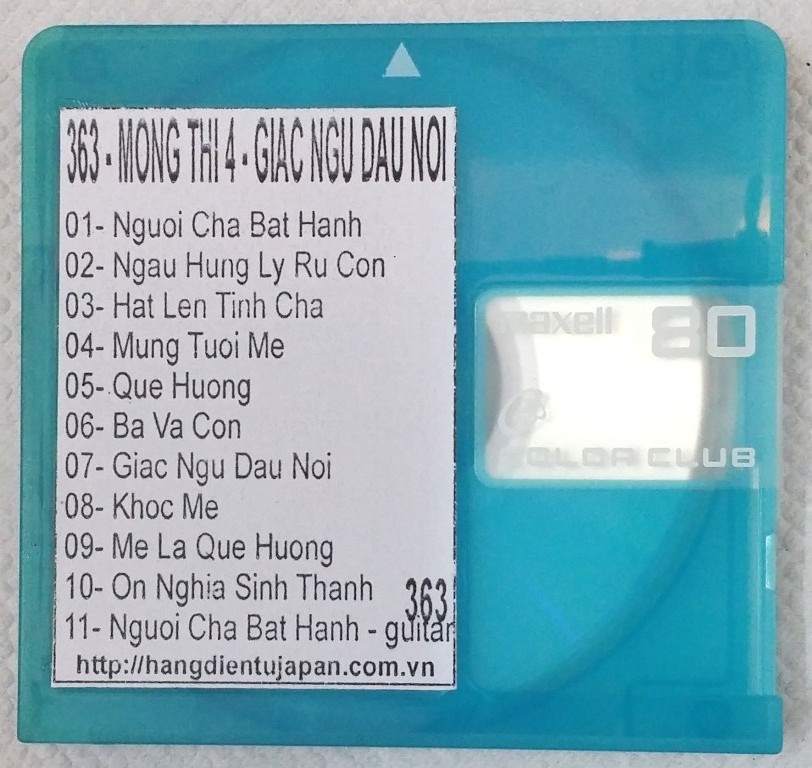 363 - MONG THI 4 - GIAC NGU DAU NOI
01- Nguoi Cha Bat Hanh
02- Ngau Hung Ly Ru Con
03- Hat Len Tinh Cha
04- Mung Tuoi Me
05- Que Huong
06- Ba Va Con
07- Giac Ngu Dau Noi
08- Khoc Me
09- Me La Que Huong
10- On Nghia Sinh Thanh
363
11- Nguoi Cha Bat Hanh - guitar
http://hangdientujapan.com.vn
maxell 80
COLOR CLUB